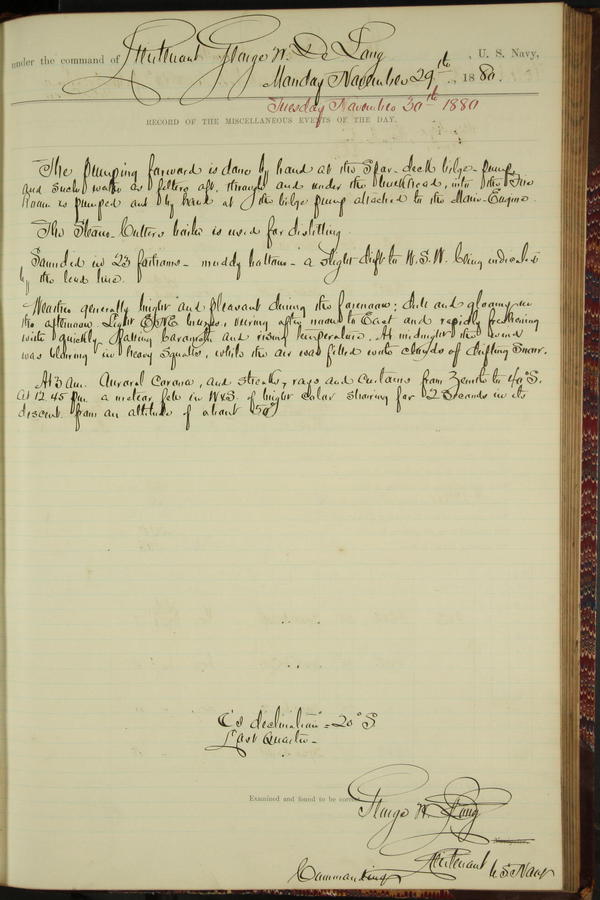 under the command of Lieutenant George W. De Long, U. S. Navy,
Monday November 29th, 1880.
Tuesday November 30th 1880
RECORD OF THE MISCELLANEOUS EVENTS OF THE DAY.
The pumping forward is done by hand at the Spar-deck bilge-pump
and such water as filters aft, through and under the bulkhead, into the Fire
Room is pumped out by hand at the bilge pump attached to the Main-Engine.
The Steam-Cutters boiler is used for distilling.
Sounded in 23 fathoms - muddy bottom - a slight drift to W.S.W. being indicated
by the lead line.
Weather generally bright and pleasant during the forenoon; dull and gloomy in
the afternoon. Light ESE breezes, veering after noon to East and rapidly freshening
with quickly falling barometer and rising temperature. At midnight the wind
was blowing in heavy squalls, while the air was filled with clouds of drifting snow.
At 3 a.m. Auroral Corona, and streaks, rays and curtains from Zenith to 40° S.
At 12.45 p.m. a meteor fell in of bright color showing for 2 Seconds in its
descent from an altitude of about 50°
☾'s declination = 20° S
Last Quarter -
Examined and found to be correct.
George W. De Long
Navigator.
Lieutenant U S Navy
Commanding